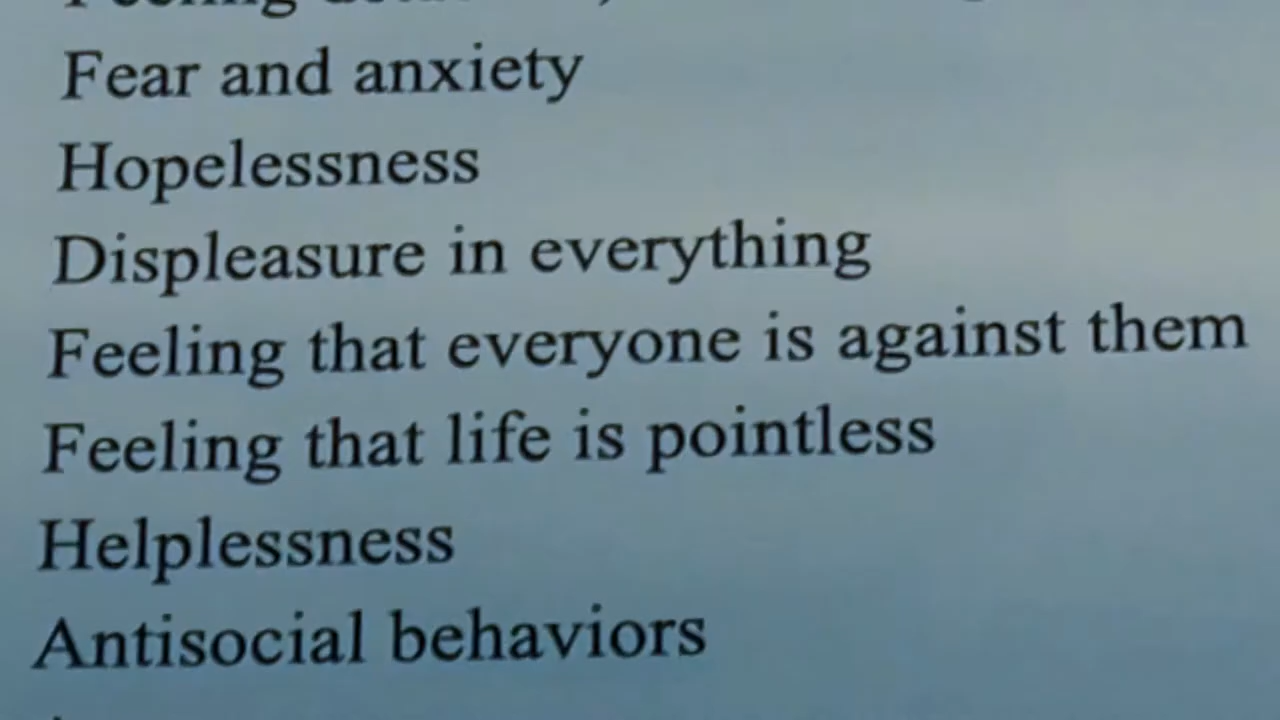 Feeling
Fear and anxiety
Hopelessness
Displeasure in everything
Feeling that everyone is against them
Feeling that life is pointless
Helplessness
Antisocial behaviors